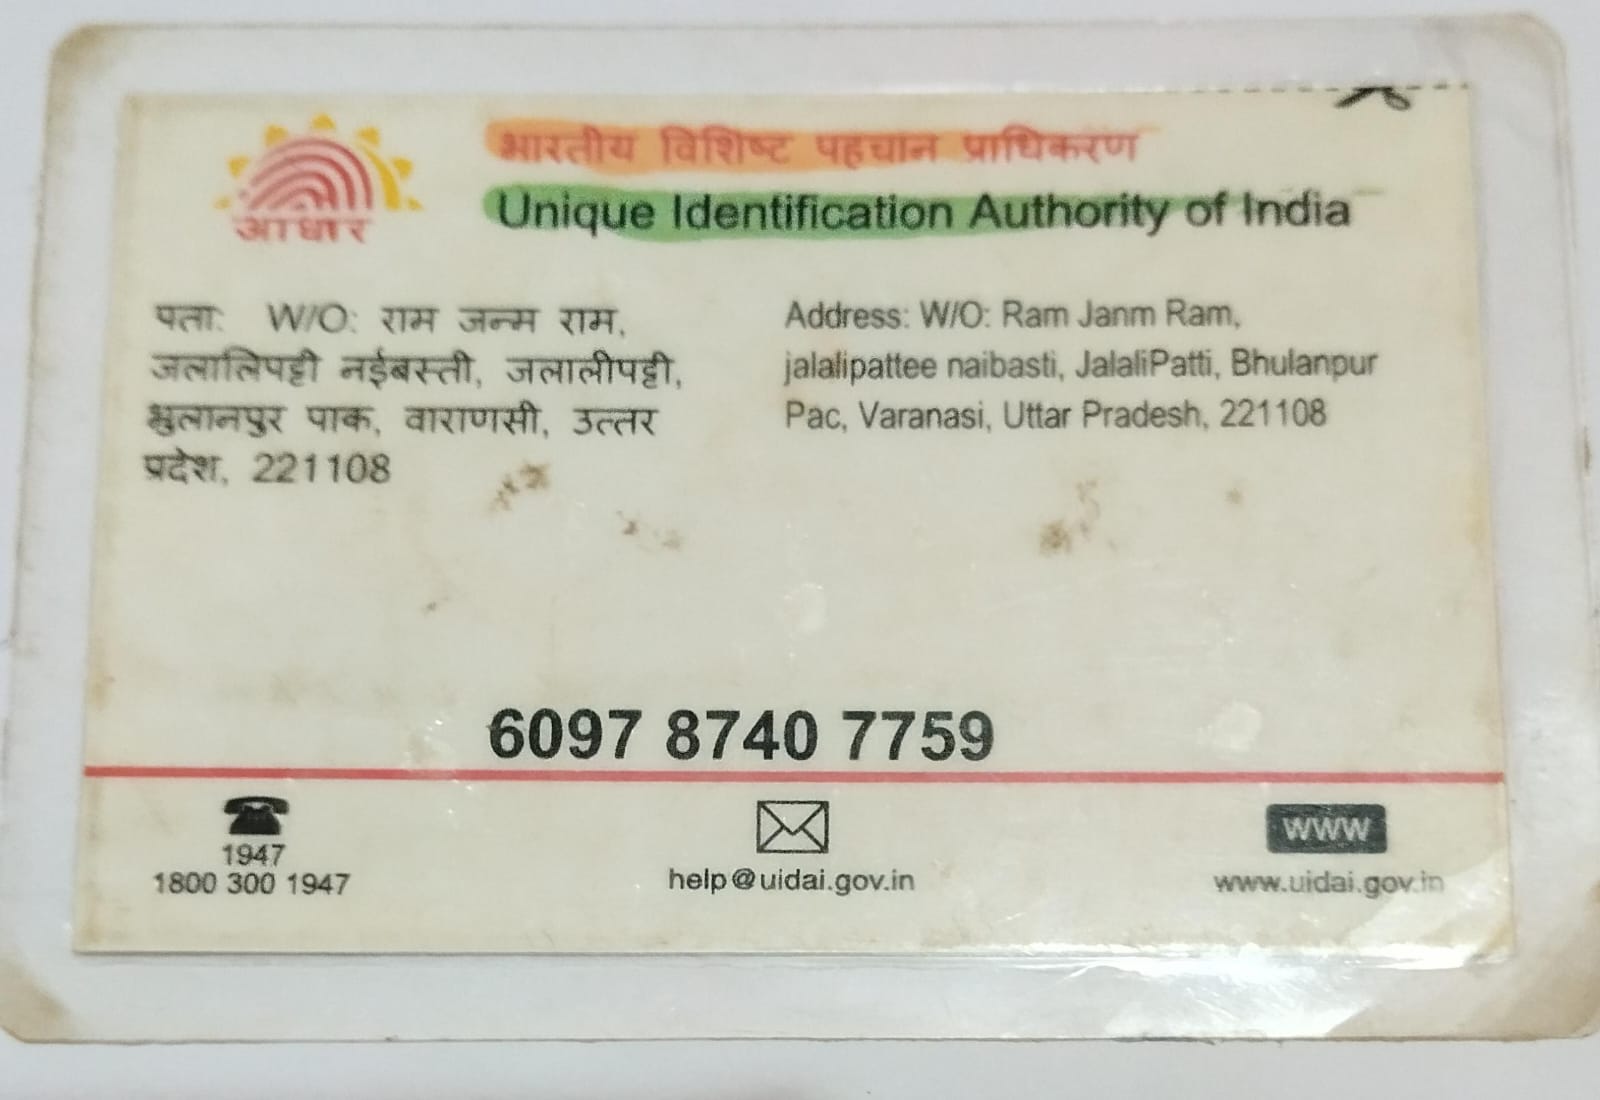 आधार
भारतीय विशिष्ट पहचान प्राधिकरण
Unique Identification Authority of India
पता: W/O: राम जन्म राम,
जलालिपट्टी नईबस्ती, जलालीपट्टी,
भुलानपुर पाक, वाराणसी, उत्तर
प्रदेश, 221108
Address: W/O: Ram Janm Ram,
jalalipattee naibasti, JalaliPatti, Bhulanpur
Pac, Varanasi, Uttar Pradesh, 221108
6097 8740 7759
1947
1800 300 1947
help@uidai.gov.in
WWW
www.uidai.gov.in